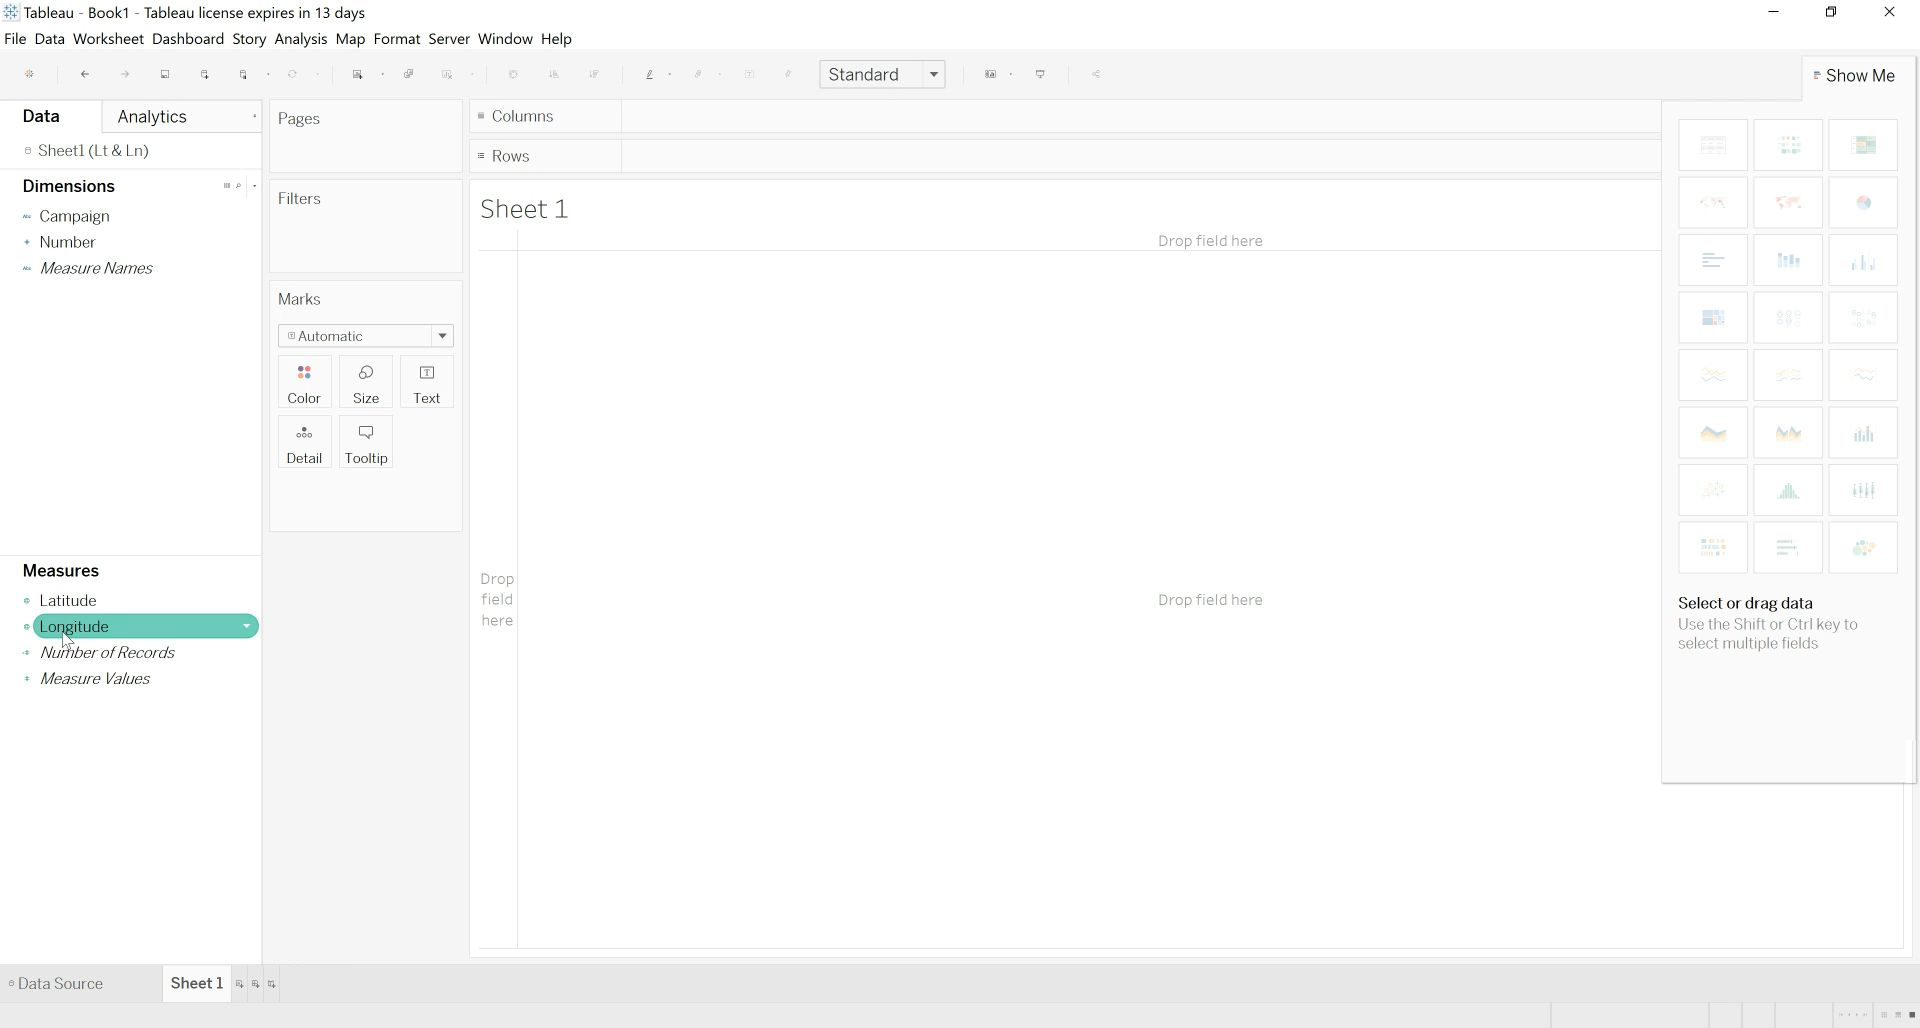 Tableau - Book1 - Tableau license expires in 13 days
File Data Worksheet Dashboard Story Analysis Map Format Server Window Help
Standard
Show Me
Data
Analytics
Pages
Columns
Sheet1 (Lt & Ln)
Rows
Dimensions
Filters
Sheet 1
Abc Campaign
Number
Abc Measure Names
Drop field here
Marks
Automatic
Color
Size
Text
Detail
Tooltip
Measures
Latitude
Longitude
Number of Records
Measure Values
Drop
field
here
Drop field here
Select or drag data
Use the Shift or Ctrl key to
select multiple fields
Data Source
Sheet 1